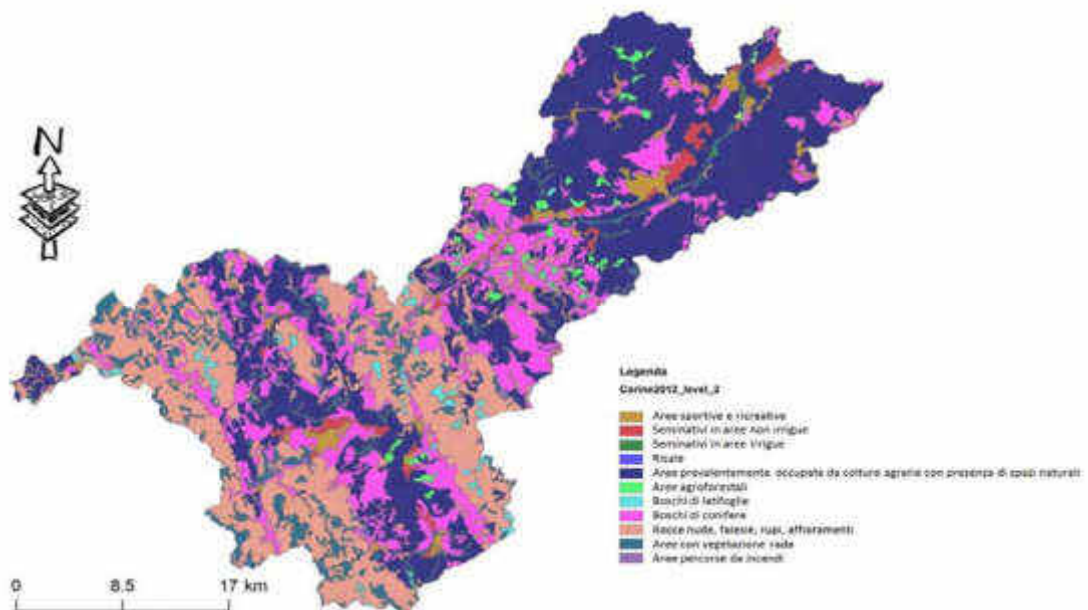 N
Legenda
Corine2012_level_2
Aree sportive e ricreative
Seminativi in aree non irrigue
Seminativi in aree irrigue
Risaie
Aree prevalentemente occupate da colture agrarie con presenza di spazi naturali
Aree agroforestali
Boschi di latifoglie
Boschi di conifere
Rocce nude, falesie, rupi, affioramenti
Aree con vegetazione rada
Aree percorse da incendi
0 8.5 17 km